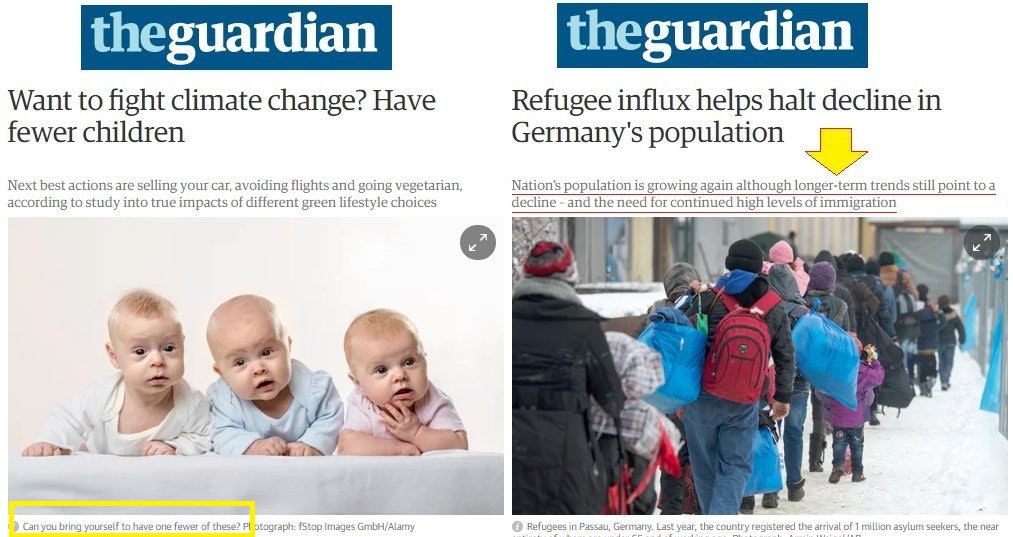 theguardian
Want to fight climate change? Have
fewer children
Next best actions are selling your car, avoiding flights and going vegetarian,
according to study into true impacts of different green lifestyle choices
Can you bring yourself to have one fewer of these? Photograph: fStop Images GmbH/Alamy
theguardian
Refugee influx helps halt decline in
Germany's population
Nation's population is growing again although longer-term trends still point to a
decline – and the need for continued high levels of immigration
Refugees in Passau, Germany. Last year, the country registered the arrival of 1 million asylum seekers, the near